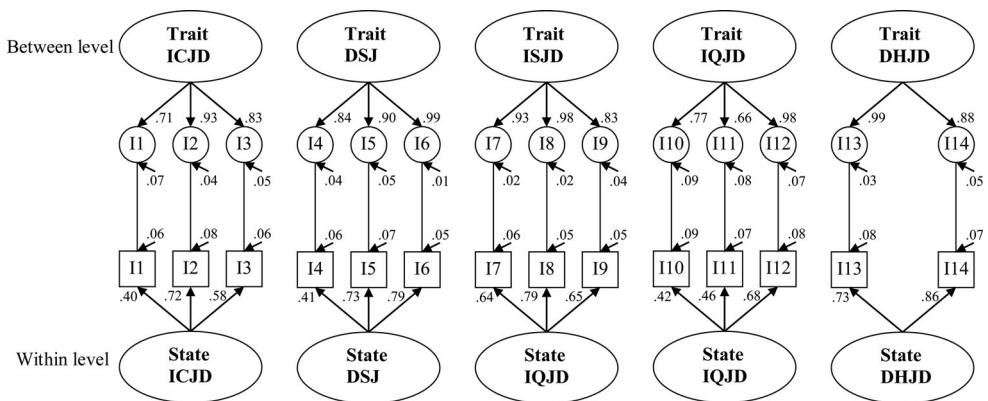 Between level
Trait ICJD
Trait DSJ
Trait ISJD
Trait IQJD
Trait DHJD
.71 .93 .83 .84 .90 .99 .93 .98 .83 .77 .66 .98 .99 .88
I1 I2 I3 I4 I5 I6 I7 I8 I9 I10 I11 I12 I13 I14
.07 .04 .05 .04 .05 .01 .02 .02 .04 .09 .08 .07 .03 .05
.06 .08 .06 .06 .07 .05 .06 .05 .05 .09 .07 .08 .08 .07
I1 I2 I3 I4 I5 I6 I7 I8 I9 I10 I11 I12 I13 I14
.40 .72 .58 .41 .73 .79 .64 .79 .65 .42 .46 .68 .73 .86
Within level
State ICJD
State DSJ
State IQJD
State IQJD
State DHJD